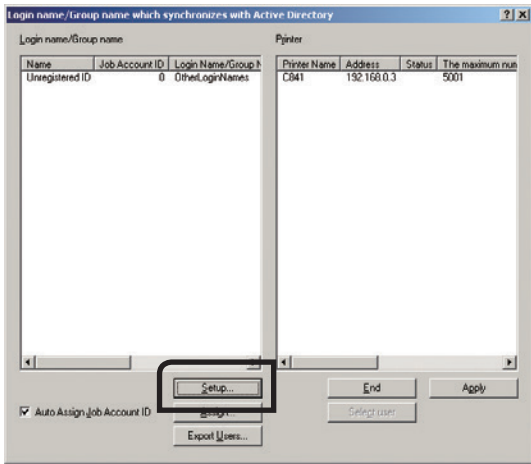 Login name/Group name which synchronizes with Active Directory
Login name/Group name
Printer
Name Job Account ID Login Name/Group N
Printer Name Address Status The maximum num
Unregistered ID 0 OtherLoginNames
C841 192.168.0.3 5001
Setup...
End
Apply
Auto Assign Job Account ID
Assign...
Select user
Export Users...